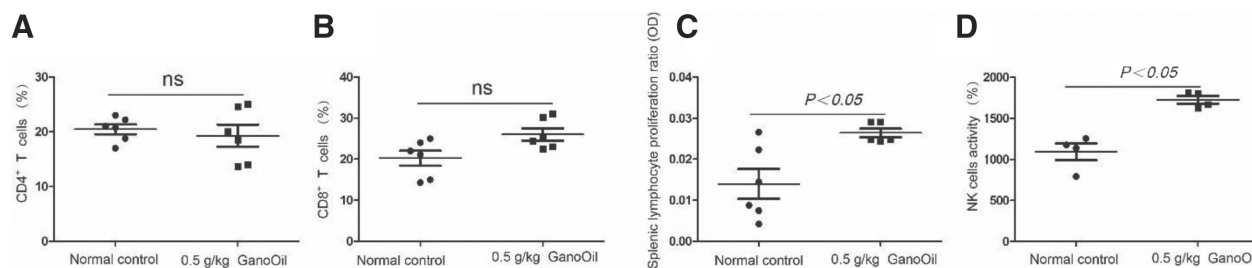 A
CD4⁺ T cells (%)
30
20
10
0
ns
Normal control
0.5 g/kg GanoOil
B
CD8⁺ T cells (%)
40
30
20
10
0
ns
Normal control
0.5 g/kg GanoOil
C
Splenic lymphocyte proliferation ratio (OD)
0.04
0.03
0.02
0.01
0.00
P<0.05
Normal control
0.5 g/kg GanoOil
D
NK cells activity (%)
2000
1500
1000
500
0
P<0.05
Normal control
0.5 g/kg GanoOil